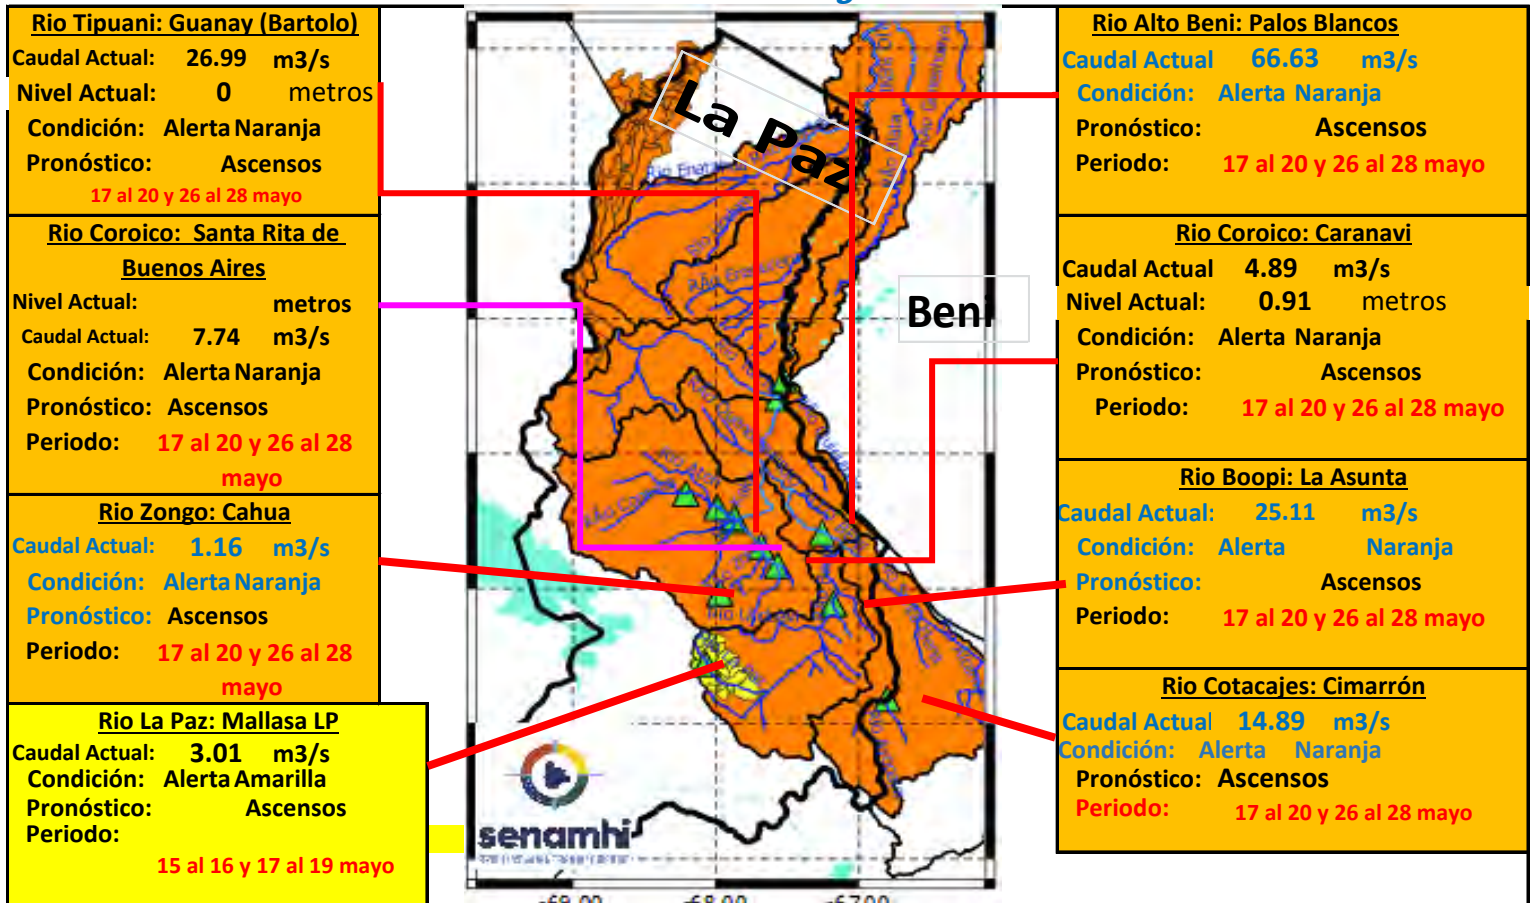 Rio Tipuani: Guanay (Bartolo)
Caudal Actual: 26.99 m3/s
Nivel Actual: 0 metros
Condición: Alerta Naranja
Pronóstico: Ascensos
17 al 20 y 26 al 28 mayo
Rio Coroico: Santa Rita de
Buenos Aires
Nivel Actual: metros
Caudal Actual: 7.74 m3/s
Condición: Alerta Naranja
Pronóstico: Ascensos
Periodo: 17 al 20 y 26 al 28
mayo
Rio Zongo: Cahua
Caudal Actual: 1.16 m3/s
Condición: Alerta Naranja
Pronóstico: Ascensos
Periodo: 17 al 20 y 26 al 28
mayo
Rio La Paz: Mallasa LP
Caudal Actual: 3.01 m3/s
Condición: Alerta Amarilla
Pronóstico: Ascensos
Periodo:
15 al 16 y 17 al 19 mayo
La Paz
Beni
senamhi
-69.00 -68.00 -67.00
Rio Alto Beni: Palos Blancos
Caudal Actual 66.63 m3/s
Condición: Alerta Naranja
Pronóstico: Ascensos
Periodo: 17 al 20 y 26 al 28 mayo
Rio Coroico: Caranavi
Caudal Actual 4.89 m3/s
Nivel Actual: 0.91 metros
Condición: Alerta Naranja
Pronóstico: Ascensos
Periodo: 17 al 20 y 26 al 28 mayo
Rio Boopi: La Asunta
Caudal Actual: 25.11 m3/s
Condición: Alerta Naranja
Pronóstico: Ascensos
Periodo: 17 al 20 y 26 al 28 mayo
Rio Cotacajes: Cimarrón
Caudal Actual 14.89 m3/s
Condición: Alerta Naranja
Pronóstico: Ascensos
Periodo: 17 al 20 y 26 al 28 mayo